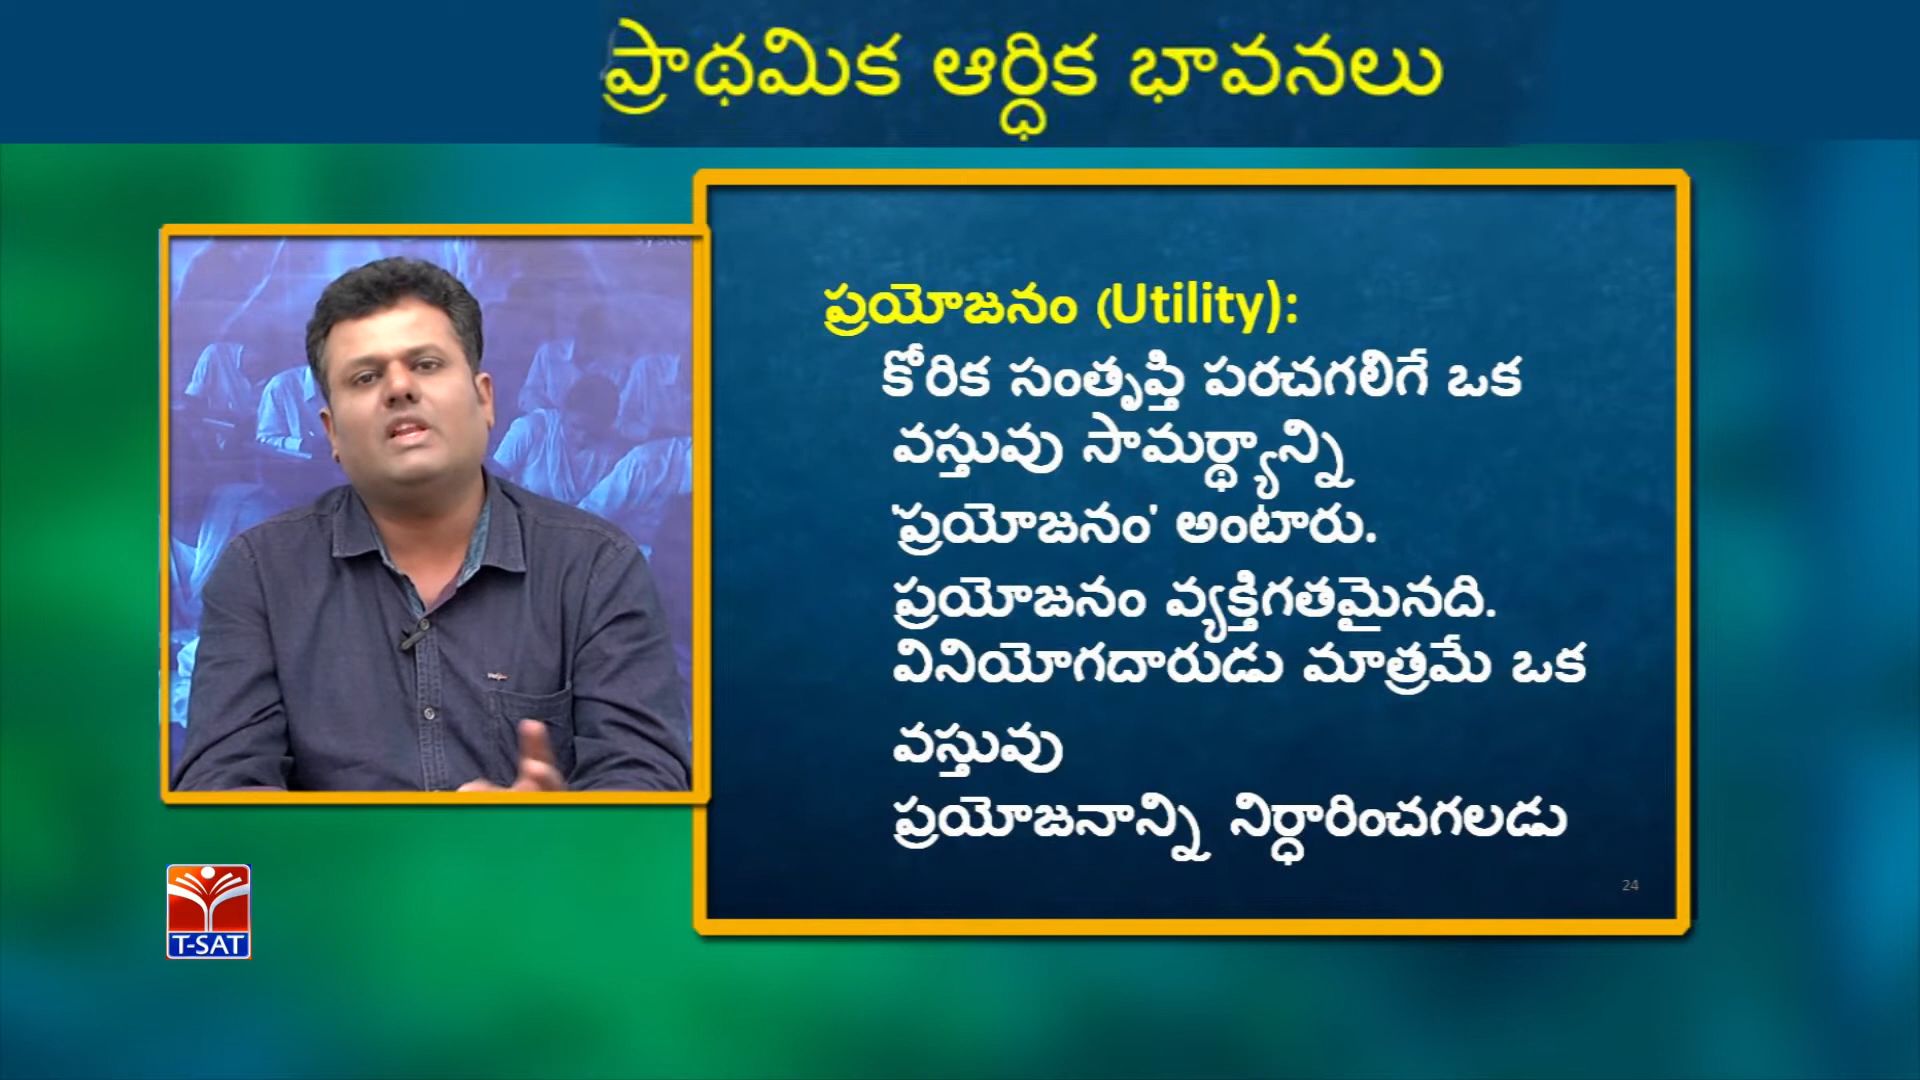 ప్రాథమిక ఆర్ధిక భావనలు
ప్రయోజనం (Utility):
కోరిక సంతృప్తి పరచగలిగే ఒక
వస్తువు సామర్థ్యాన్ని
'ప్రయోజనం' అంటారు.
ప్రయోజనం వ్యక్తిగతమైనది.
వినియోగదారుడు మాత్రమే ఒక
వస్తువు
ప్రయోజనాన్ని నిర్ధారించగలడు
24
T-SAT